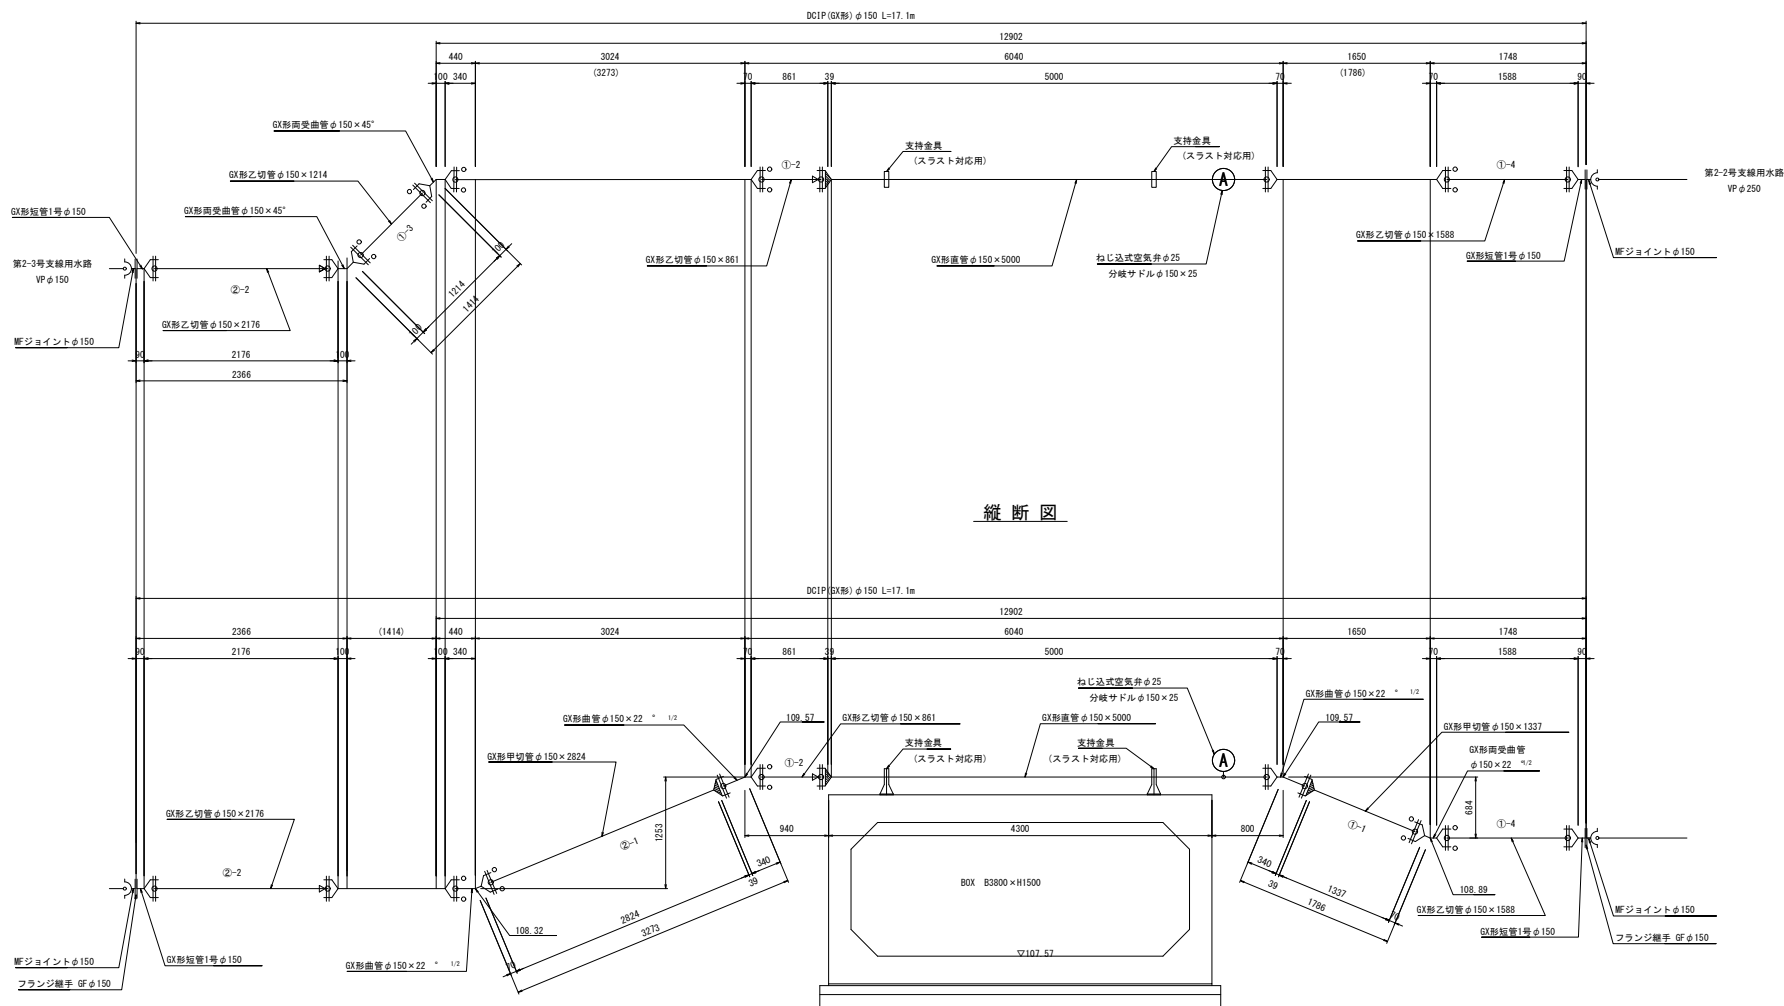 DCIP(GX形)φ150 L=17.1m
12902
440
3024
(3273)
6040
1650
(1786)
1748
100
340
70
861
39
5000
70
70
1588
90
GX形両受曲管φ150×45°
GX形乙切管φ150×1214
GX形両受曲管φ150×45°
GX形短管1号φ150
第2-3号支線用水路
VPφ150
MFジョイントφ150
GX形乙切管φ150×2176
②-2
①-3
100
1214
1414
100
90
2176
100
2366
①-2
支持金具
(スラスト対応用)
支持金具
(スラスト対応用)
A
①-4
第2-2号支線用水路
VPφ250
GX形乙切管φ150×861
GX形直管φ150×5000
ねじ込式空気弁φ25
分岐サドルφ150×25
GX形乙切管φ150×1588
GX形短管1号φ150
MFジョイントφ150
縦断図
DCIP(GX形)φ150 L=17.1m
12902
2366
(1414)
440
3024
6040
1650
1748
90
2176
100
100
340
70
861
39
5000
70
70
1588
90
ねじ込式空気弁φ25
分岐サドルφ150×25
GX形曲管φ150×22° 1/2
109.57
GX形乙切管φ150×861
GX形直管φ150×5000
GX形曲管φ150×22° 1/2
109.57
GX形甲切管φ150×1337
GX形両受曲管
φ150×22°1/2
GX形甲切管φ150×2824
①-2
支持金具
(スラスト対応用)
支持金具
(スラスト対応用)
A
684
①-4
GX形乙切管φ150×2176
②-2
②-1
1253
940
4300
800
①-1
340
39
2824
3273
70
340
39
1337
1786
70
BOX B3800×H1500
▽107.57
108.32
108.89
GX形乙切管φ150×1588
GX形短管1号φ150
MFジョイントφ150
フランジ継手 GFφ150
MFジョイントφ150
フランジ継手 GFφ150
GX形短管1号φ150
GX形曲管φ150×22° 1/2